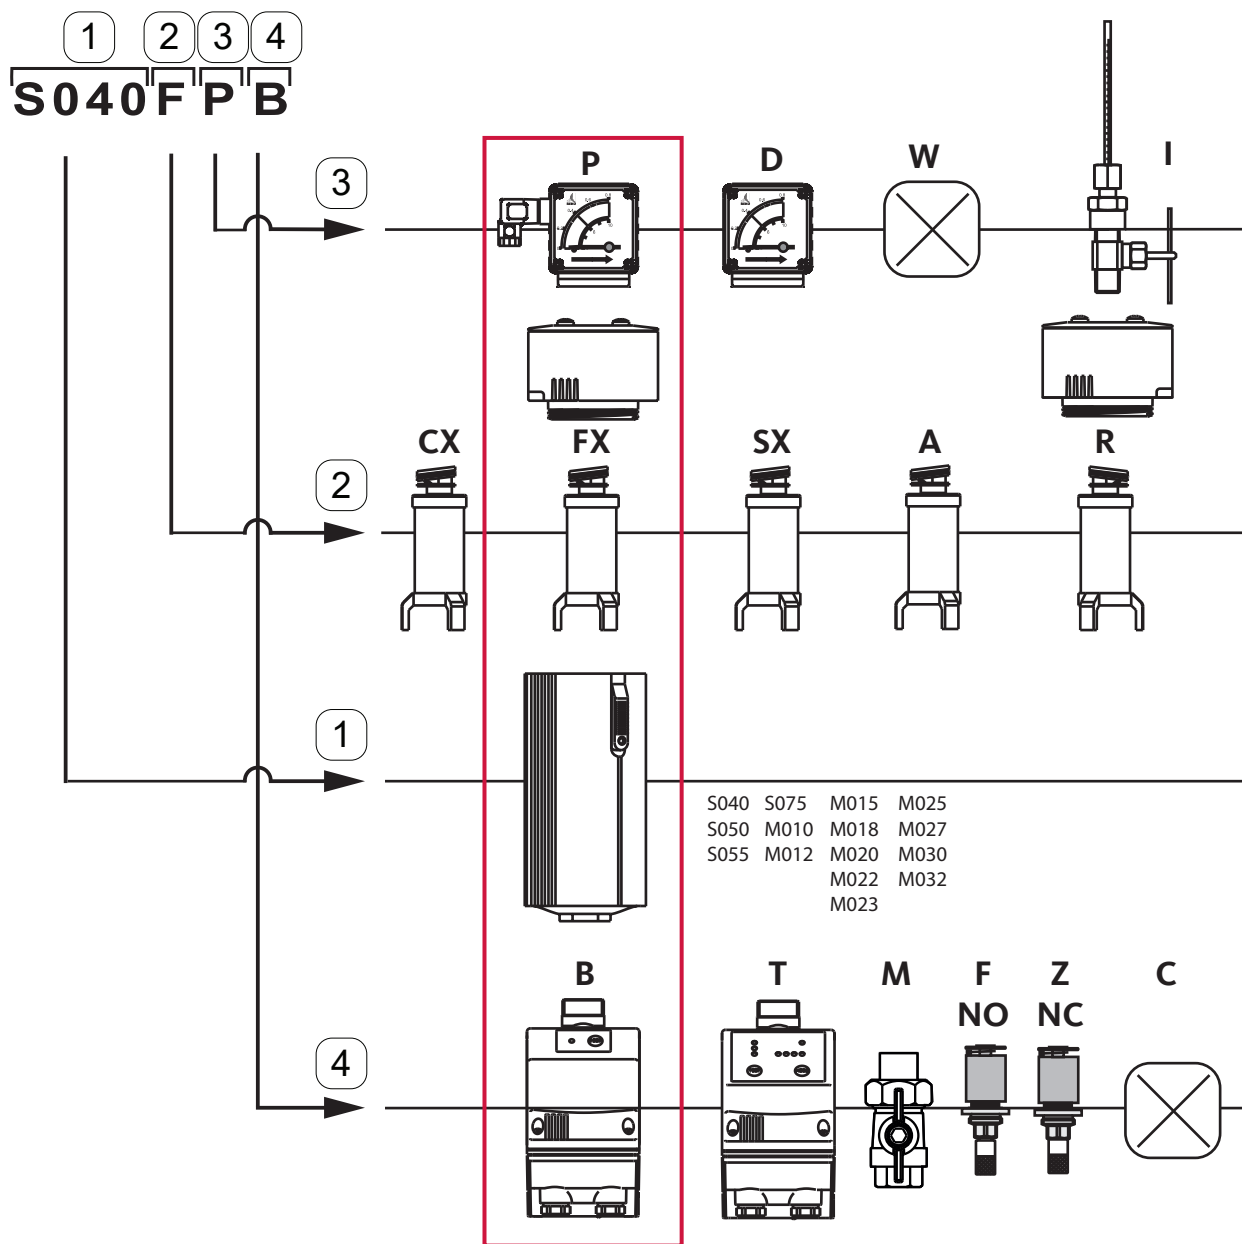 1 2 3 4
S040 F P B
3 P D W I
2 CX FX SX A R
1
S040 S075 M015 M025
S050 M010 M018 M027
S055 M012 M020 M030
M022 M032
M023
4 B T M F Z C
NO NC